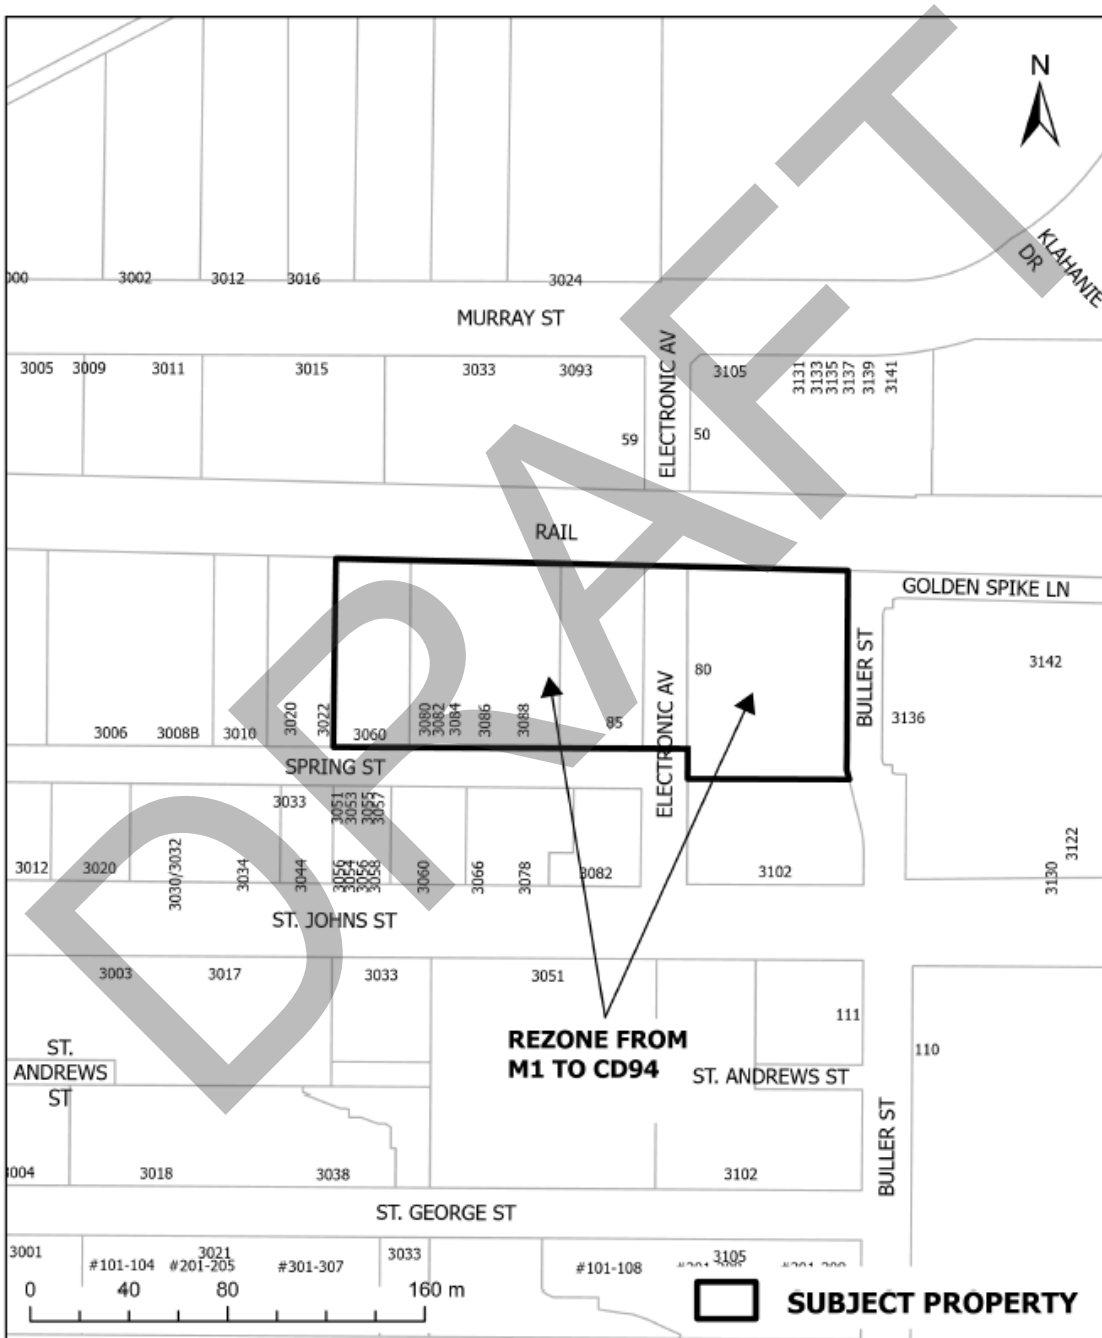 N
KLAHANIE
DR
3002 3012 3016 3024
MURRAY ST
3005 3009 3011 3015 3033 3093
ELECTRONIC AV
3105
3131
3133
3135
3137
3139
3141
59
50
RAIL
GOLDEN SPIKE LN
BULLER ST
3142
3136
80
ELECTRONIC AV
3006 3008B 3010
3020
3022
3060
3080
3082
3084
3086
3088
85
SPRING ST
3033
3051
3053
3055
3057
3012 3020
3030/3032
3034
3044
3056
3054
3056
3058
3060
3066
3078
3082
3102
3122
3130
ST. JOHNS ST
3003 3017 3033 3051
111
110
REZONE FROM
M1 TO CD94
ST.
ANDREWS
ST
ST. ANDREWS ST
BULLER ST
3018 3038 3102
ST. GEORGE ST
3001 3021 3033 3105
#101-104 #201-205 #301-307 #101-108
0 40 80 160 m
SUBJECT PROPERTY
DRAFT